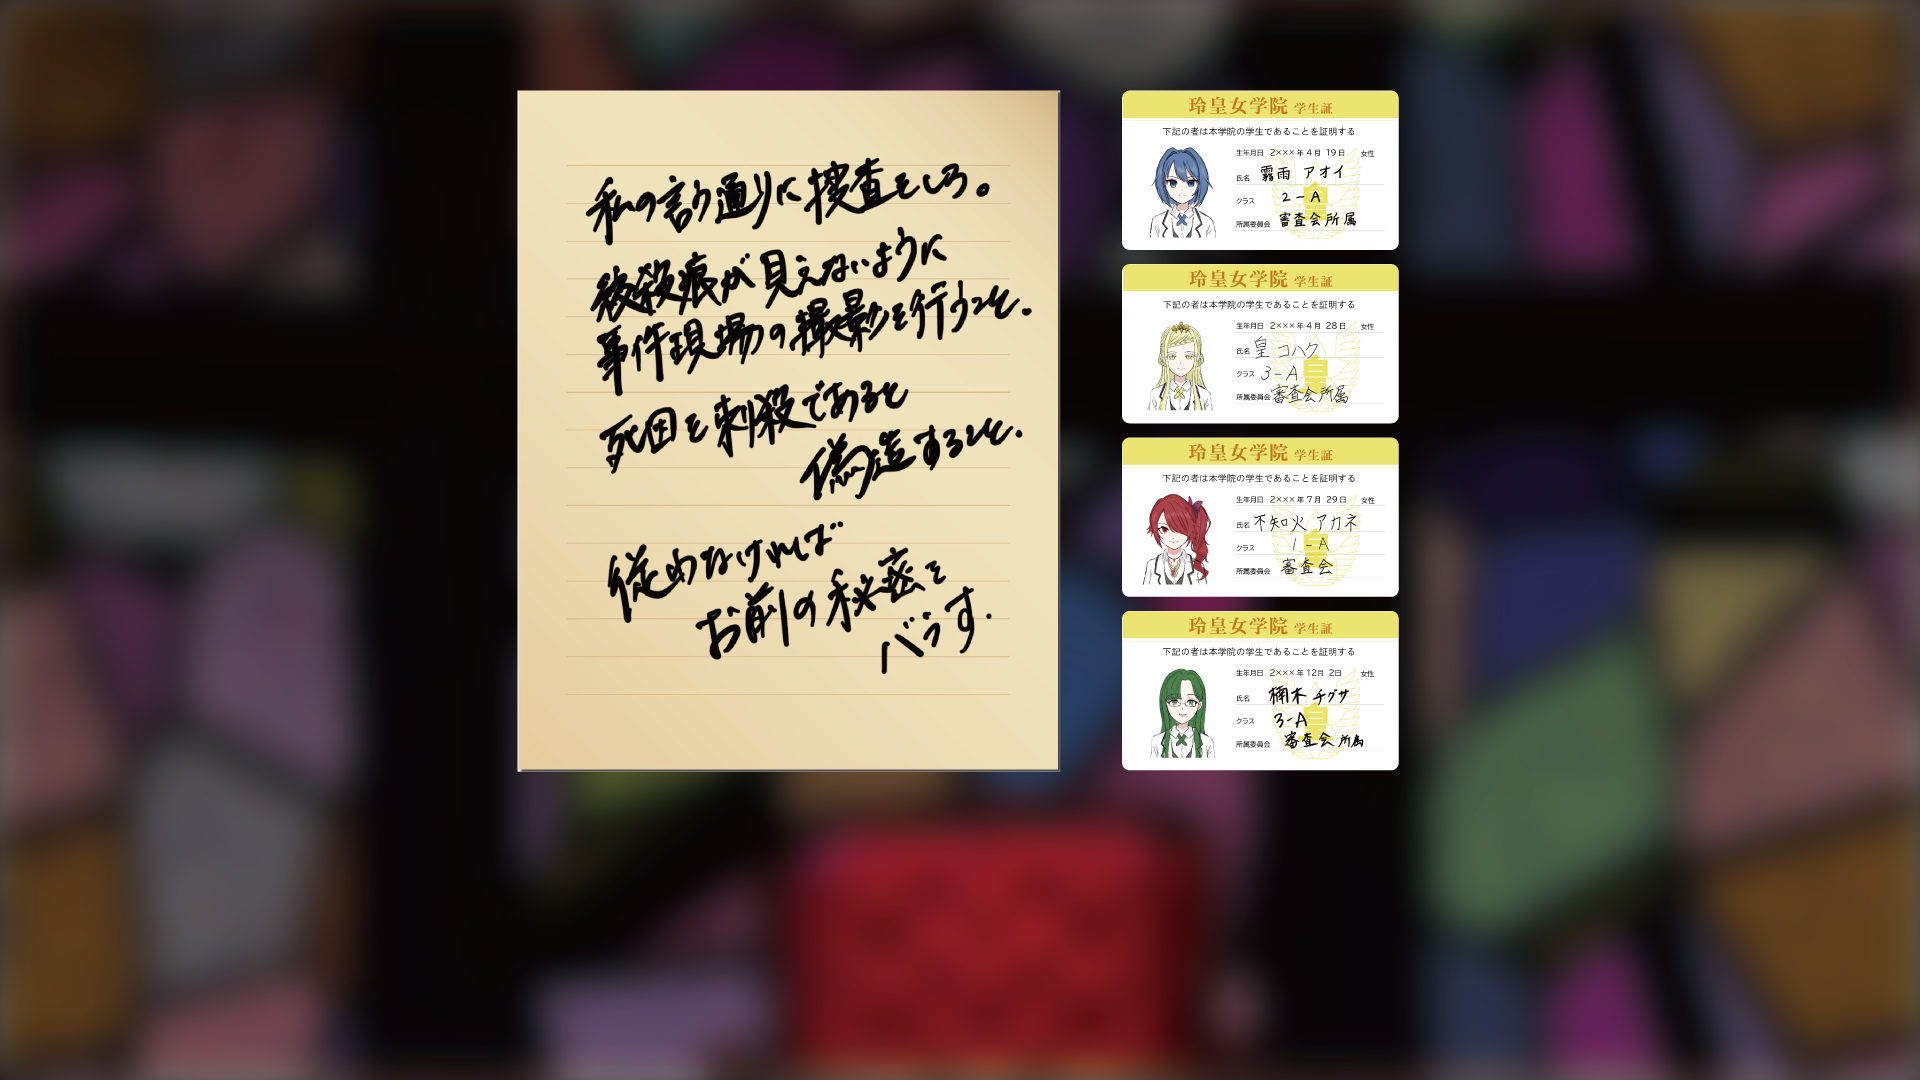 私の言う通りに捜査をしろ。
絞殺痕が見えないように
事件現場の撮影を行うこと.
死因を刺殺であると
偽造すること.
従わなければ
お前の秘密を
バラす.
玲皇女学院 学生証
下記の者は本学院の学生であることを証明する
生年月日 2××× 年 4 月 19 日 女性
氏名 霧雨 アオイ
クラス 2-A
所属委員会 審査会所属
皇
玲皇女学院 学生証
下記の者は本学院の学生であることを証明する
生年月日 2××× 年 4 月 28 日 女性
氏名 皇 コハク
クラス 3-A
所属委員会 審査会所属
皇
玲皇女学院 学生証
下記の者は本学院の学生であることを証明する
生年月日 2××× 年 7 月 29 日 女性
氏名 不知火 アカネ
クラス 1-A
所属委員会 審査会
皇
玲皇女学院 学生証
下記の者は本学院の学生であることを証明する
生年月日 2××× 年 12月 2日 女性
氏名 楠木 チグサ
クラス 3-A
所属委員会 審査会所属
皇